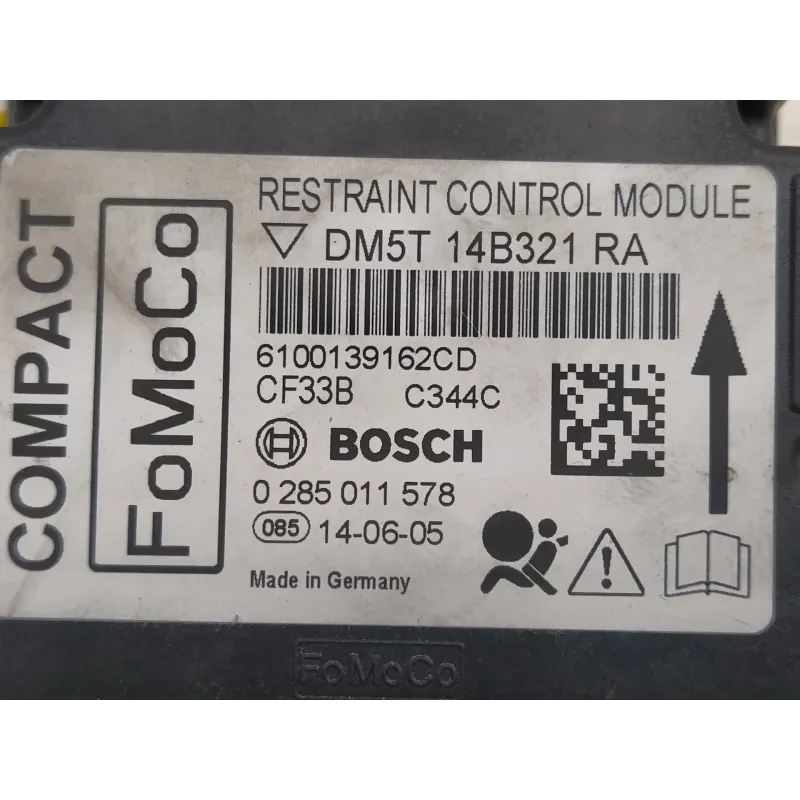 COMPACT
FoMoCo
RESTRAINT CONTROL MODULE
DM5T 14B321 RA
6100139162CD
CF33B C344C
BOSCH
0 285 011 578
085 14-06-05
Made in Germany
FoMoCo